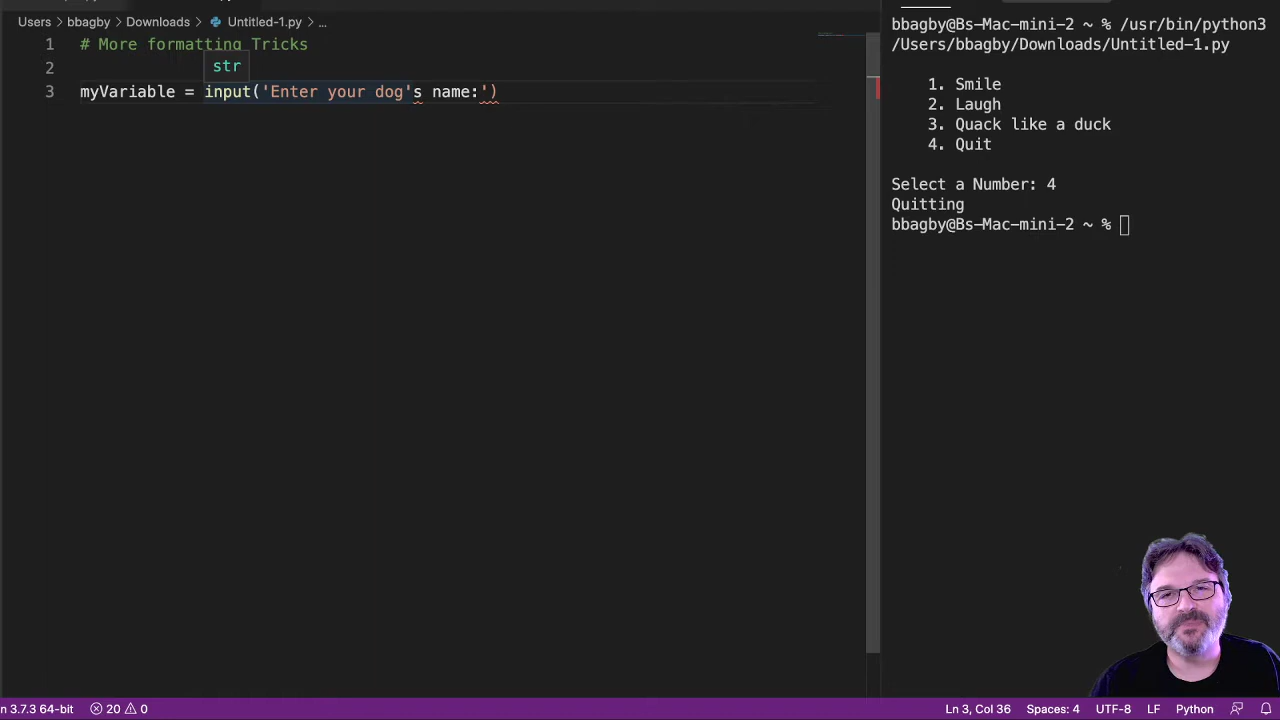 Users > bbagby > Downloads > Untitled-1.py > ...
1 # More formatting Tricks
str
2
3 myVariable = input('Enter your dog's name:')
bbagby@Bs-Mac-mini-2 ~ % /usr/bin/python3
/Users/bbagby/Downloads/Untitled-1.py
1. Smile
2. Laugh
3. Quack like a duck
4. Quit
Select a Number: 4
Quitting
bbagby@Bs-Mac-mini-2 ~ %
n 3.7.3 64-bit 20 0 Ln 3, Col 36 Spaces: 4 UTF-8 LF Python